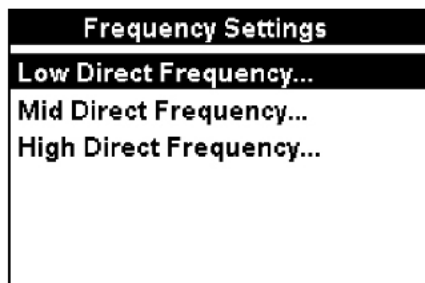 Frequency Settings
Low Direct Frequency...
Mid Direct Frequency...
High Direct Frequency...